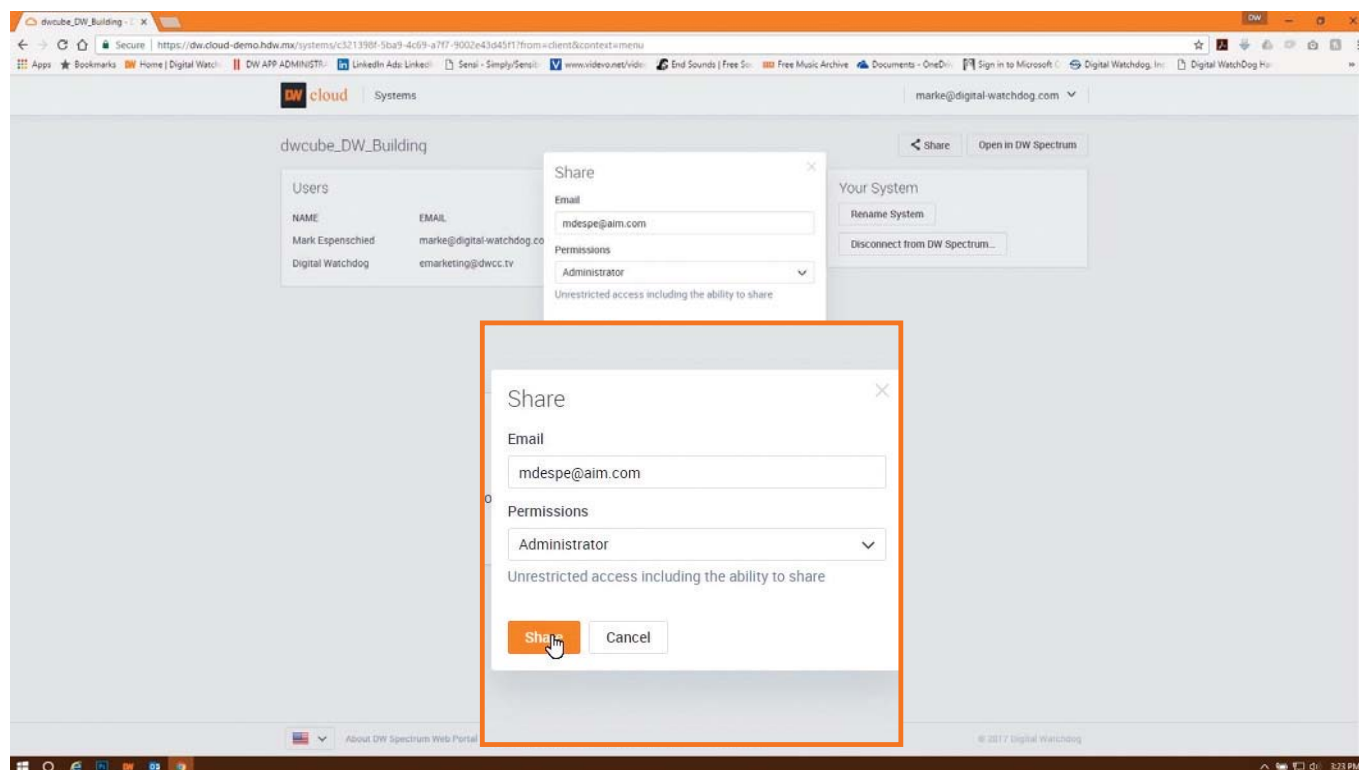 dwcube_DW_Building -
DW
Secure | https://dw.cloud-demo.hdw.mx/systems/c321398f-5ba9-4c69-a7f7-9002e43d45f1?from=client&context=menu
Apps Bookmarks Home | Digital Watch DW APP ADMINISTR LinkedIn Ads Linked Sensi - Simply/Sensi www.videvo.net/vide End Sounds | Free So Free Music Archive Documents - OneDri Sign in to Microsoft Digital Watchdog, Inc Digital WatchDog Ha »
DW cloud Systems marke@digital-watchdog.com
dwcube_DW_Building Share Open in DW Spectrum
Users
NAME EMAIL
Mark Espenschied marke@digital-watchdog.co
Digital Watchdog emarketing@dwcc.tv
Share
Email
mdespe@aim.com
Permissions
Administrator
Unrestricted access including the ability to share
Your System
Rename System
Disconnect from DW Spectrum...
Share
Email
mdespe@aim.com
Permissions
Administrator
Unrestricted access including the ability to share
Share Cancel
About DW Spectrum Web Portal © 2017 Digital Watchdog
3:23 PM